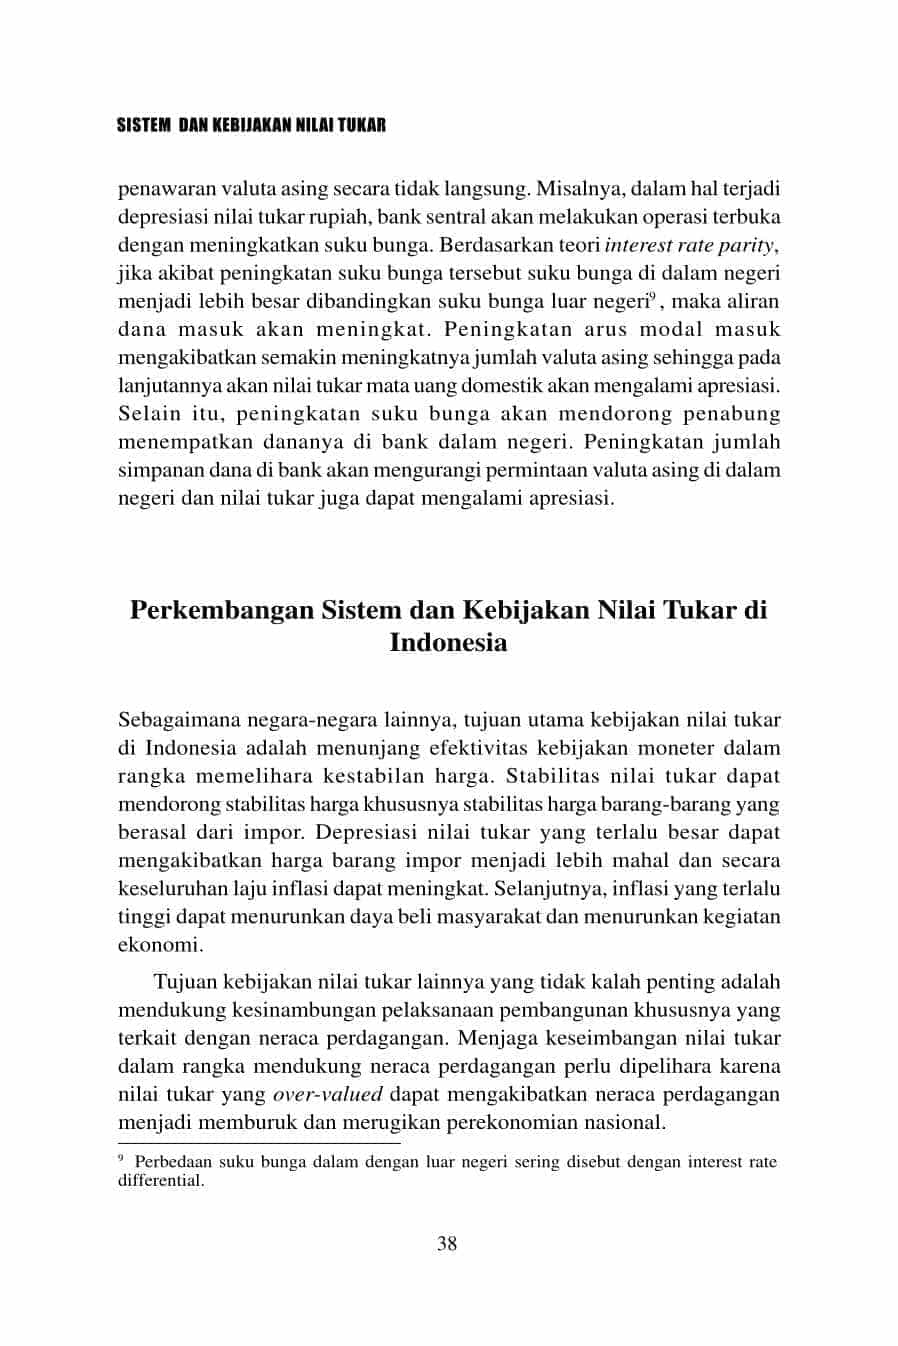 SISTEM DAN KEBIJAKAN NILAI TUKAR
penawaran valuta asing secara tidak langsung. Misalnya, dalam hal terjadi
depresiasi nilai tukar rupiah, bank sentral akan melakukan operasi terbuka
dengan meningkatkan suku bunga. Berdasarkan teori interest rate parity,
jika akibat peningkatan suku bunga tersebut suku bunga di dalam negeri
menjadi lebih besar dibandingkan suku bunga luar negeri⁹ , maka aliran
dana masuk akan meningkat. Peningkatan arus modal masuk
mengakibatkan semakin meningkatnya jumlah valuta asing sehingga pada
lanjutannya akan nilai tukar mata uang domestik akan mengalami apresiasi.
Selain itu, peningkatan suku bunga akan mendorong penabung
menempatkan dananya di bank dalam negeri. Peningkatan jumlah
simpanan dana di bank akan mengurangi permintaan valuta asing di dalam
negeri dan nilai tukar juga dapat mengalami apresiasi.
Perkembangan Sistem dan Kebijakan Nilai Tukar di
Indonesia
Sebagaimana negara-negara lainnya, tujuan utama kebijakan nilai tukar
di Indonesia adalah menunjang efektivitas kebijakan moneter dalam
rangka memelihara kestabilan harga. Stabilitas nilai tukar dapat
mendorong stabilitas harga khususnya stabilitas harga barang-barang yang
berasal dari impor. Depresiasi nilai tukar yang terlalu besar dapat
mengakibatkan harga barang impor menjadi lebih mahal dan secara
keseluruhan laju inflasi dapat meningkat. Selanjutnya, inflasi yang terlalu
tinggi dapat menurunkan daya beli masyarakat dan menurunkan kegiatan
ekonomi.
Tujuan kebijakan nilai tukar lainnya yang tidak kalah penting adalah
mendukung kesinambungan pelaksanaan pembangunan khususnya yang
terkait dengan neraca perdagangan. Menjaga keseimbangan nilai tukar
dalam rangka mendukung neraca perdagangan perlu dipelihara karena
nilai tukar yang over-valued dapat mengakibatkan neraca perdagangan
menjadi memburuk dan merugikan perekonomian nasional.
⁹ Perbedaan suku bunga dalam dengan luar negeri sering disebut dengan interest rate
differential.
38